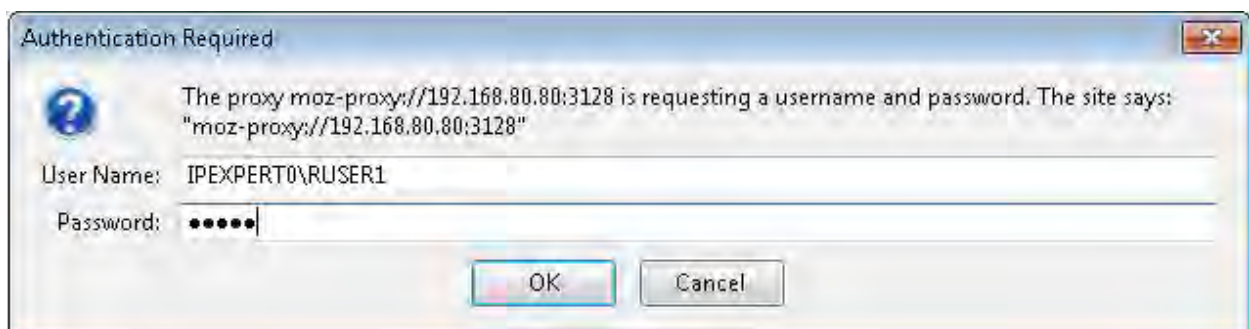 Authentication Required
The proxy moz-proxy://192.168.80.80:3128 is requesting a username and password. The site says:
"moz-proxy://192.168.80.80:3128"
User Name: IPEXPERT0\RUSER1
Password: •••••
OK Cancel